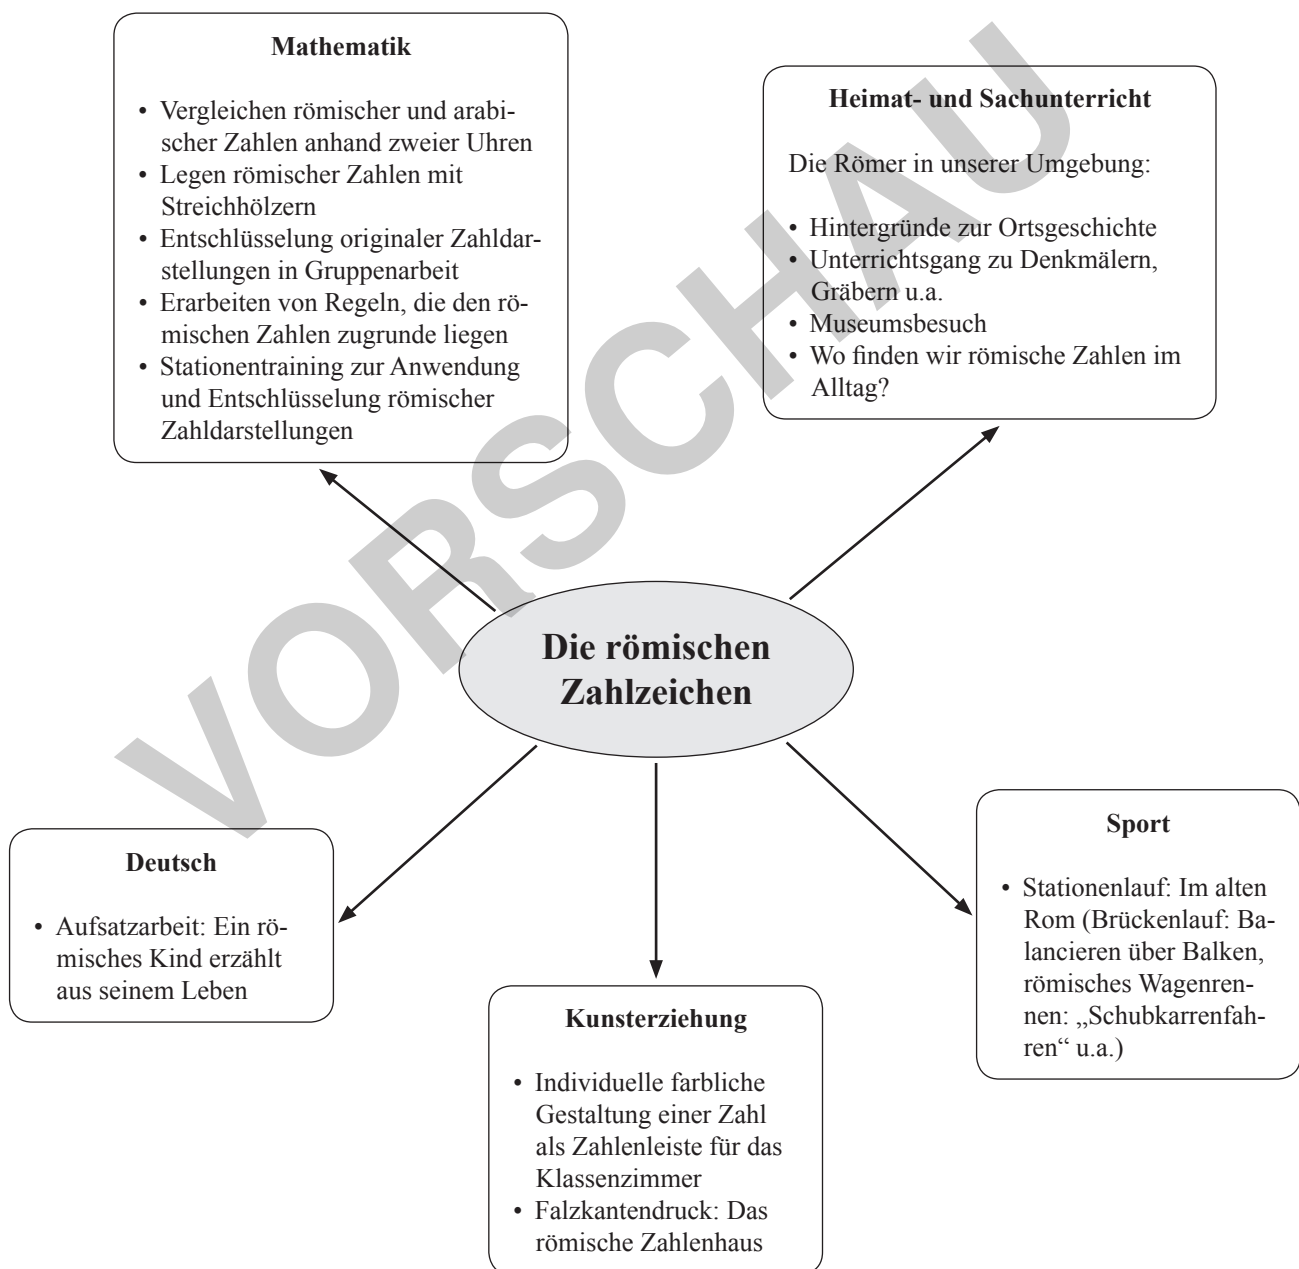 Mathematik
• Vergleichen römischer und arabi-
scher Zahlen anhand zweier Uhren
• Legen römischer Zahlen mit
Streichhölzern
• Entschlüsselung originaler Zahldar-
stellungen in Gruppenarbeit
• Erarbeiten von Regeln, die den rö-
mischen Zahlen zugrunde liegen
• Stationentraining zur Anwendung
und Entschlüsselung römischer
Zahldarstellungen
Heimat- und Sachunterricht
Die Römer in unserer Umgebung:
• Hintergründe zur Ortsgeschichte
• Unterrichtsgang zu Denkmälern,
Gräbern u.a.
• Museumsbesuch
• Wo finden wir römische Zahlen im
Alltag?
VORSCHAU
Die römischen
Zahlzeichen
Deutsch
• Aufsatzarbeit: Ein rö-
misches Kind erzählt
aus seinem Leben
Kunsterziehung
• Individuelle farbliche
Gestaltung einer Zahl
als Zahlenleiste für das
Klassenzimmer
• Falzkantendruck: Das
römische Zahlenhaus
Sport
• Stationenlauf: Im alten
Rom (Brückenlauf: Ba-
lancieren über Balken,
römisches Wagenren-
nen: „Schubkarrenfah-
ren“ u.a.)